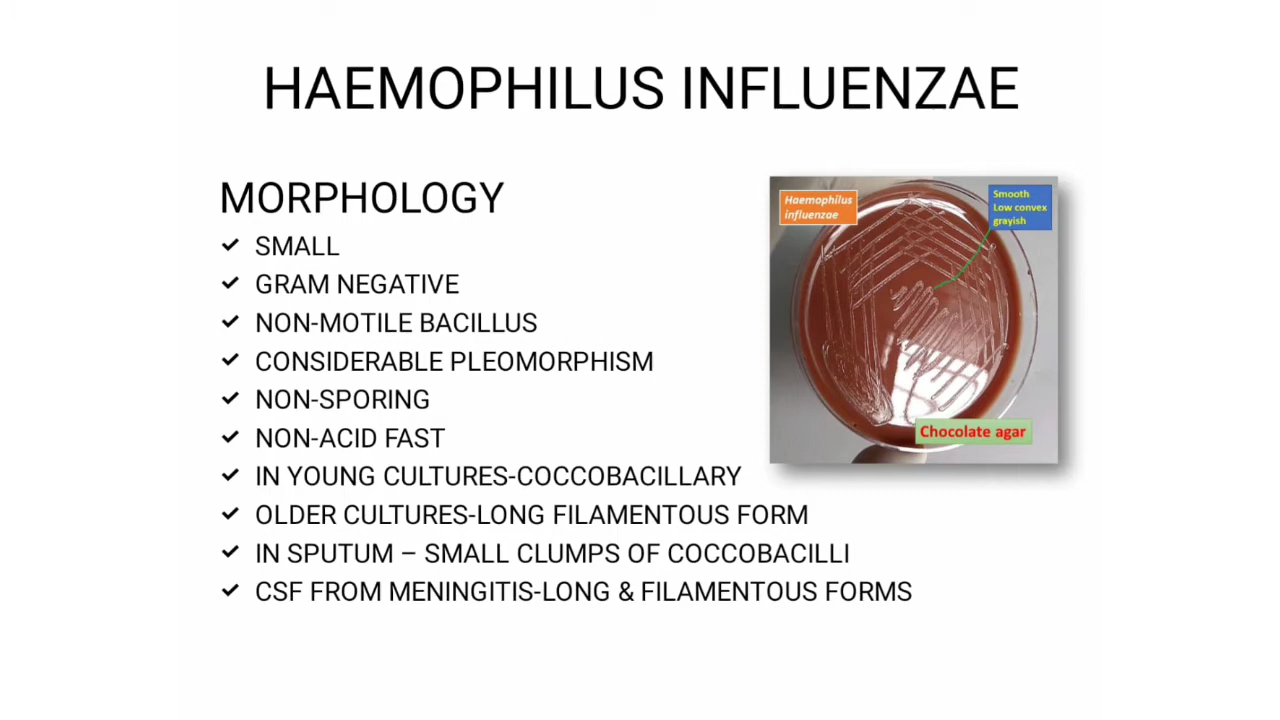 HAEMOPHILUS INFLUENZAE
MORPHOLOGY
SMALL
GRAM NEGATIVE
NON-MOTILE BACILLUS
CONSIDERABLE PLEOMORPHISM
NON-SPORING
NON-ACID FAST
IN YOUNG CULTURES-COCCOBACILLARY
OLDER CULTURES-LONG FILAMENTOUS FORM
IN SPUTUM – SMALL CLUMPS OF COCCOBACILLI
CSF FROM MENINGITIS-LONG & FILAMENTOUS FORMS
Haemophilus
influenzae
Smooth
Low convex
grayish
Chocolate agar